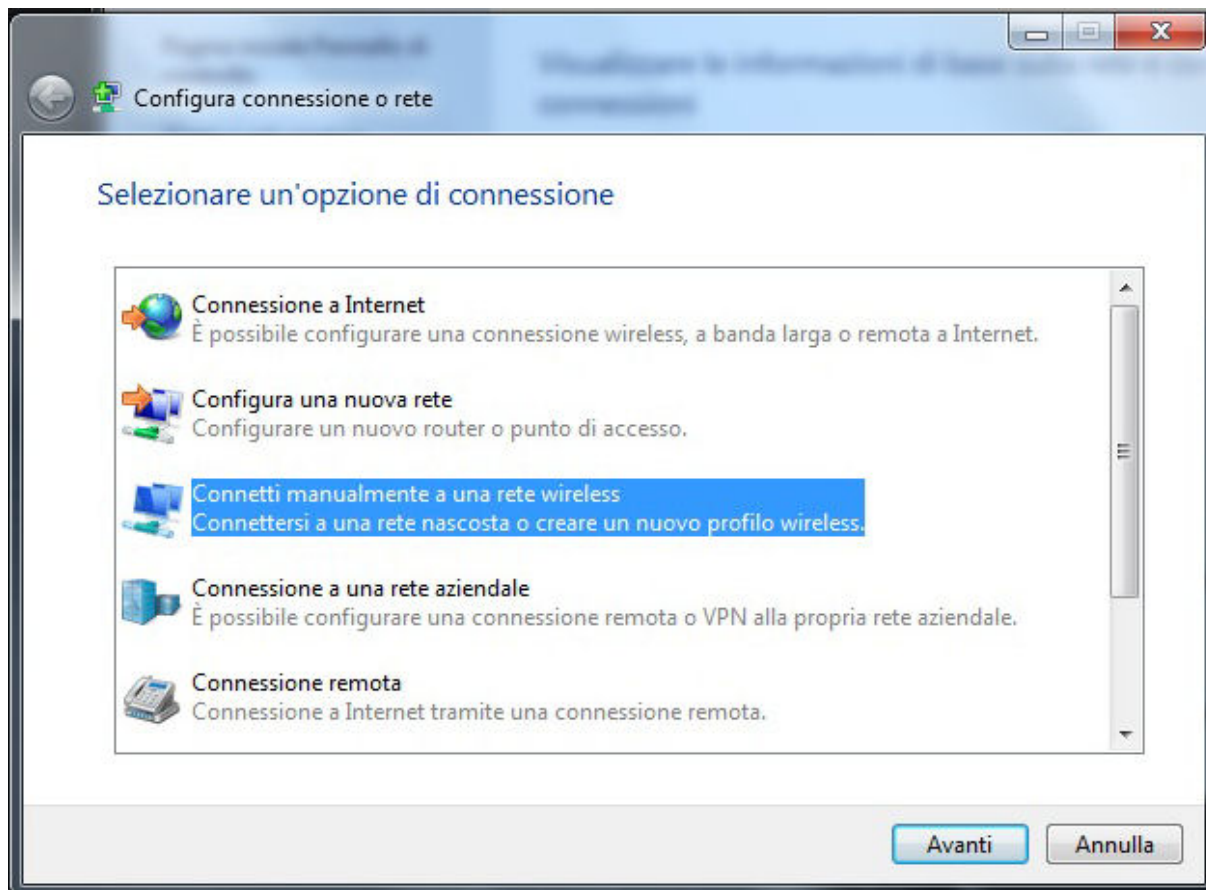 Configura connessione o rete
Selezionare un'opzione di connessione
Connessione a Internet
È possibile configurare una connessione wireless, a banda larga o remota a Internet.
Configura una nuova rete
Configurare un nuovo router o punto di accesso.
Connetti manualmente a una rete wireless
Connettersi a una rete nascosta o creare un nuovo profilo wireless.
Connessione a una rete aziendale
È possibile configurare una connessione remota o VPN alla propria rete aziendale.
Connessione remota
Connessione a Internet tramite una connessione remota.
Avanti
Annulla